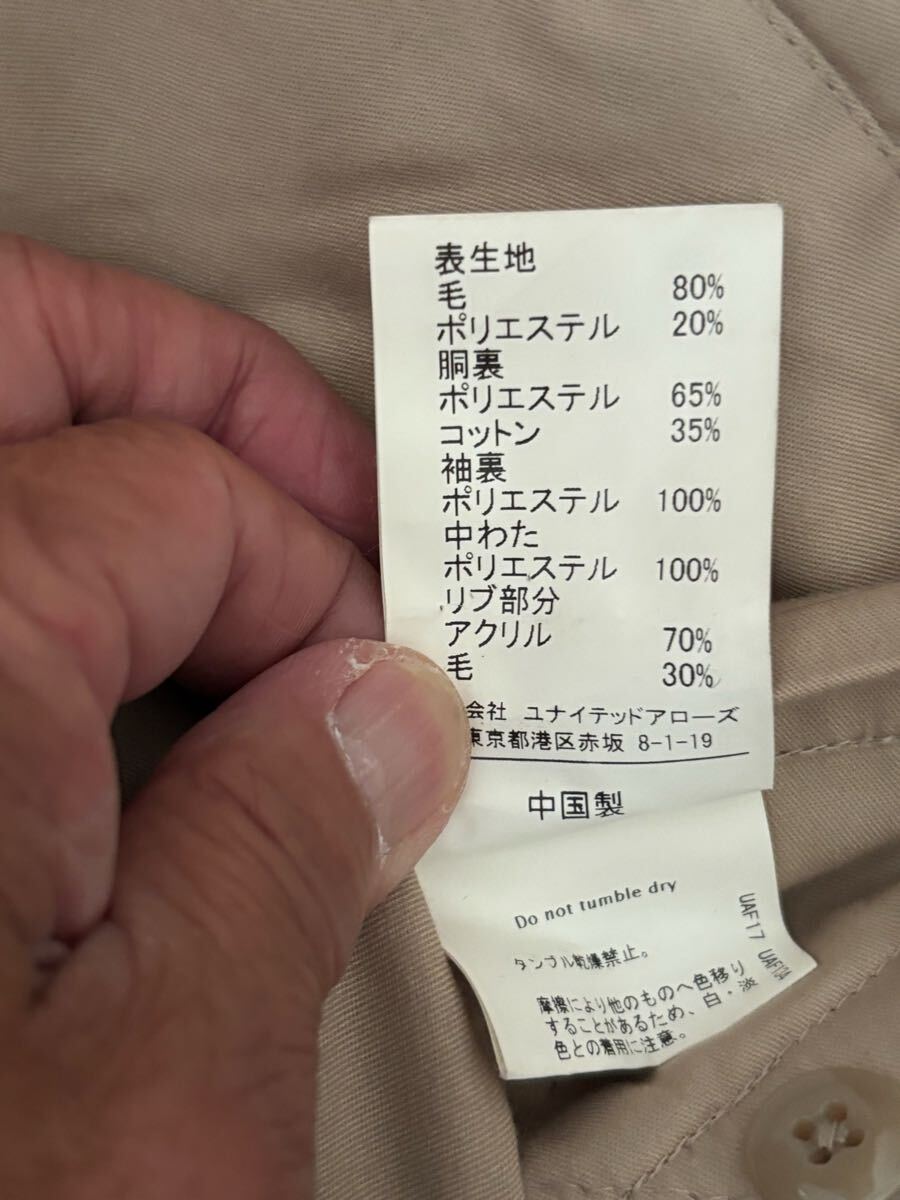 表生地
毛 80%
ポリエステル 20%
胴裏
ポリエステル 65%
コットン 35%
袖裏
ポリエステル 100%
中わた
ポリエステル 100%
リブ部分
アクリル 70%
毛 30%
会社 ユナイテッドアローズ
東京都港区赤坂 8-1-19
中国製
Do not tumble dry
タンブル乾燥禁止。
摩擦により他のものへ色移り
することがあるため、白・淡
色との着用に注意。
UAF17